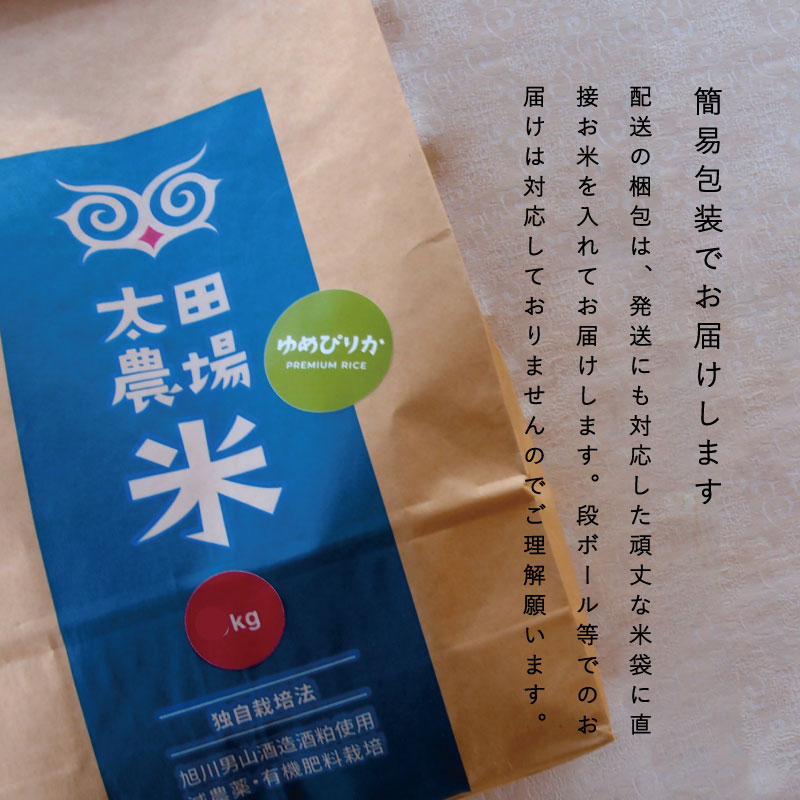 簡易包装でお届けします
配送の梱包は、発送にも対応した頑丈な米袋に直
接お米を入れてお届けします。段ボール等でのお
届けは対応しておりませんのでご理解願います。
太田
農場
米
ゆめぴりか
PREMIUM RICE
kg
独自栽培法
旭川男山酒造酒粕使用
減農薬・有機肥料栽培